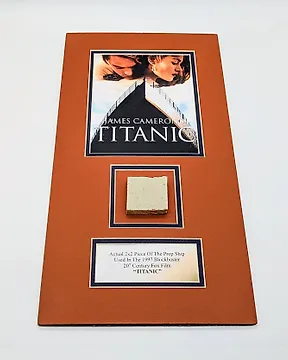 JAMES CAMERON
TITANIC
Actual 2x2 Piece Of The Prop Ship
Used In The 1997 Blockbuster
20th Century Fox Film
"TITANIC"